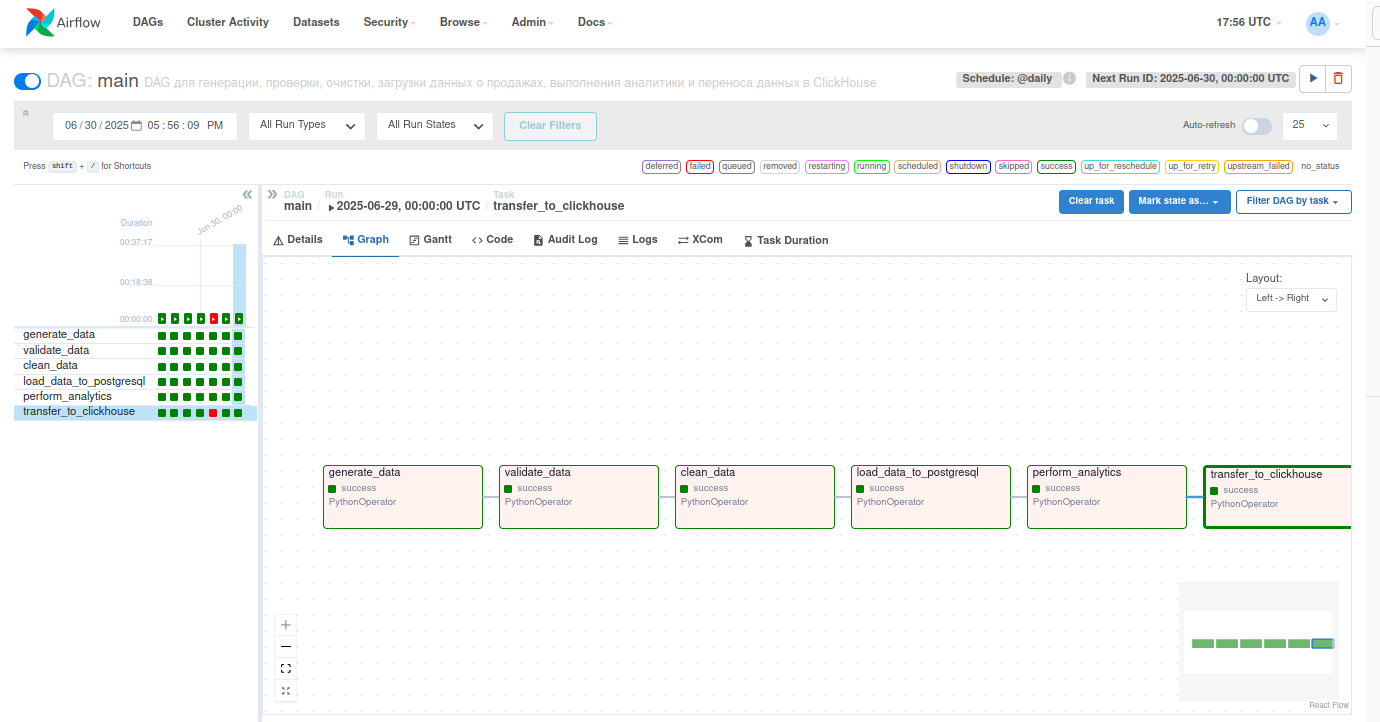 Airflow DAGs Cluster Activity Datasets Security Browse Admin Docs 17:56 UTC AA
DAG: main DAG для генерации, проверки, очистки, загрузки данных о продажах, выполнения аналитики и переноса данных в ClickHouse Schedule: @daily i Next Run ID: 2025-06-30, 00:00:00 UTC
06/30/2025 05:56:09 PM All Run Types All Run States Clear Filters Auto-refresh 25
Press shift + / for Shortcuts deferred failed queued removed restarting running scheduled shutdown skipped success up_for_reschedule up_for_retry upstream_failed no_status
DAG Run Task
main / 2025-06-29, 00:00:00 UTC / transfer_to_clickhouse Clear task Mark state as... Filter DAG by task
Details Graph Gantt Code Audit Log Logs XCom Task Duration
Jun 30, 00:00
Duration
00:37:17
00:18:38
00:00:00
generate_data
validate_data
clean_data
load_data_to_postgresql
perform_analytics
transfer_to_clickhouse
Layout:
Left -> Right
generate_data
success
PythonOperator
validate_data
success
PythonOperator
clean_data
success
PythonOperator
load_data_to_postgresql
success
PythonOperator
perform_analytics
success
PythonOperator
transfer_to_clickhouse
success
PythonOperator
React Flow